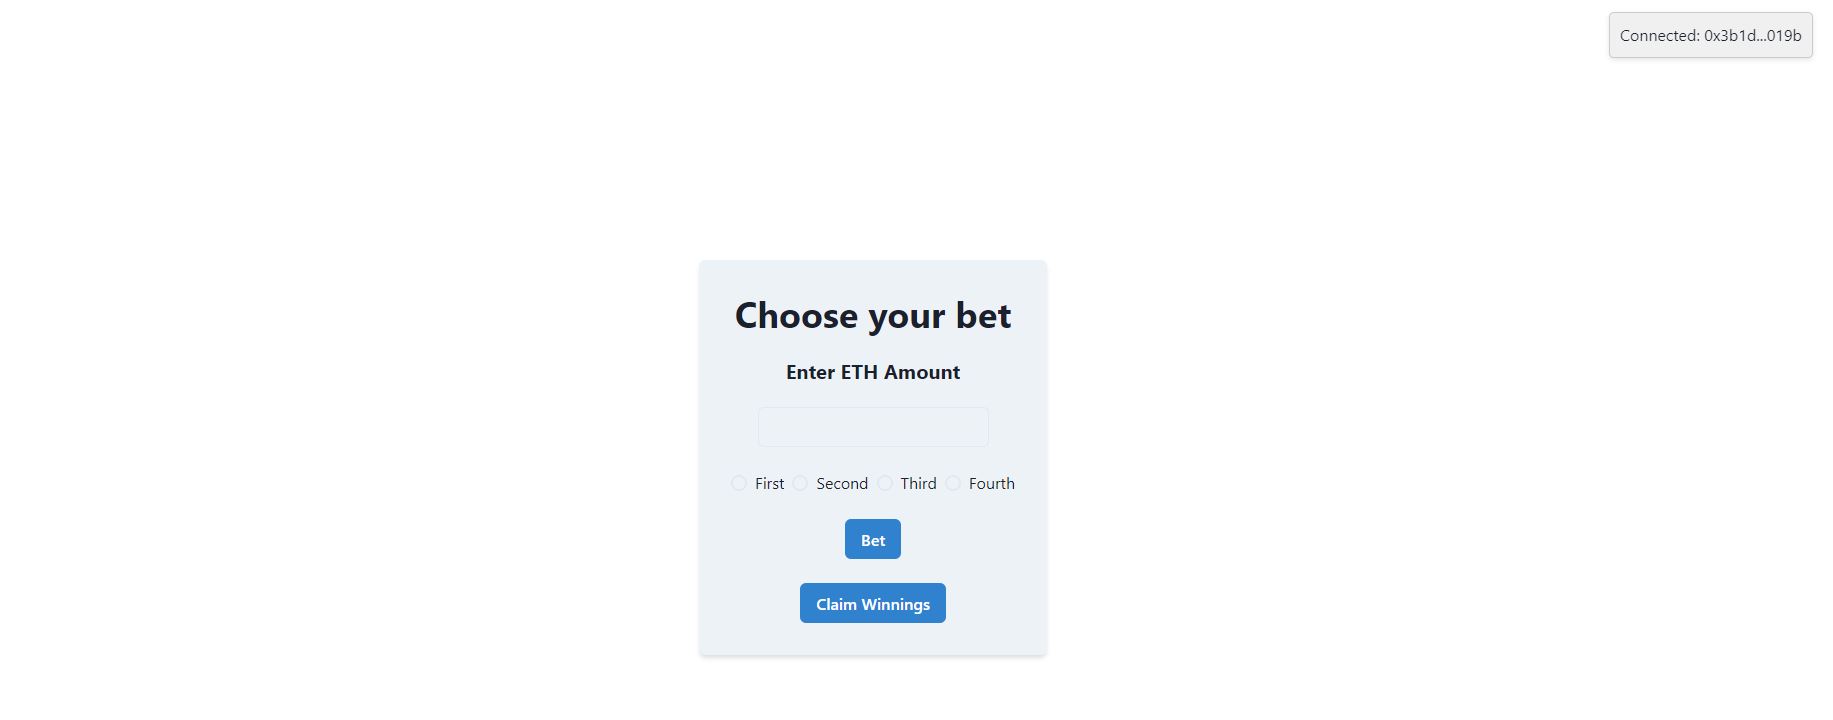 Connected: 0x3b1d...019b
Choose your bet
Enter ETH Amount
First Second Third Fourth
Bet
Claim Winnings